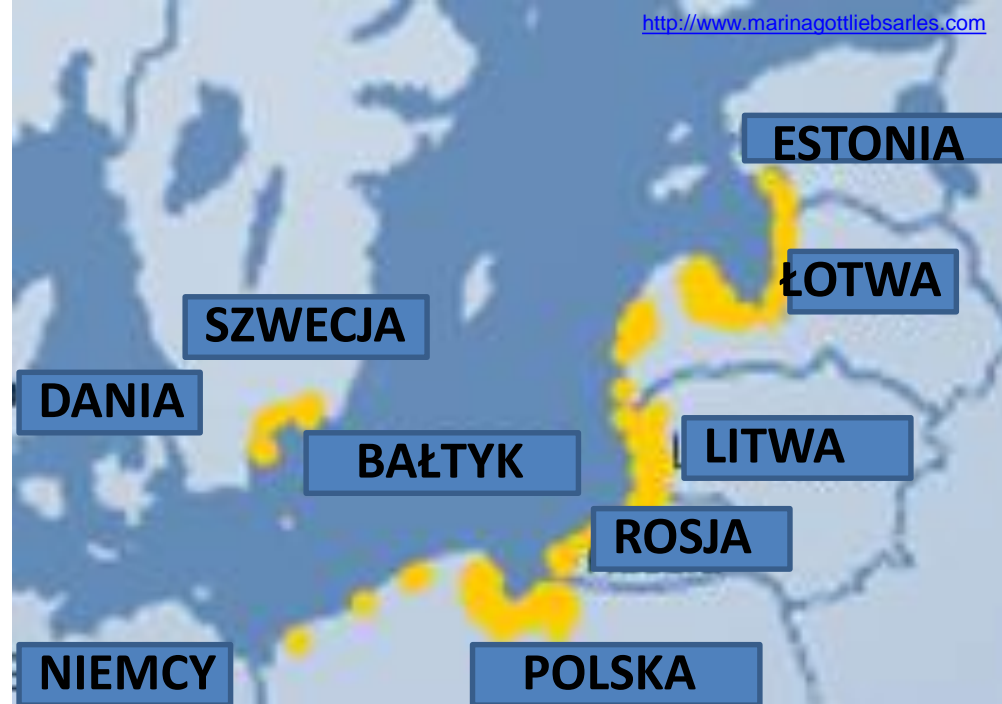 http://www.marinagottliebsarles.com
ESTONIA
ŁOTWA
SZWECJA
DANIA
BAŁTYK
LITWA
ROSJA
NIEMCY
POLSKA